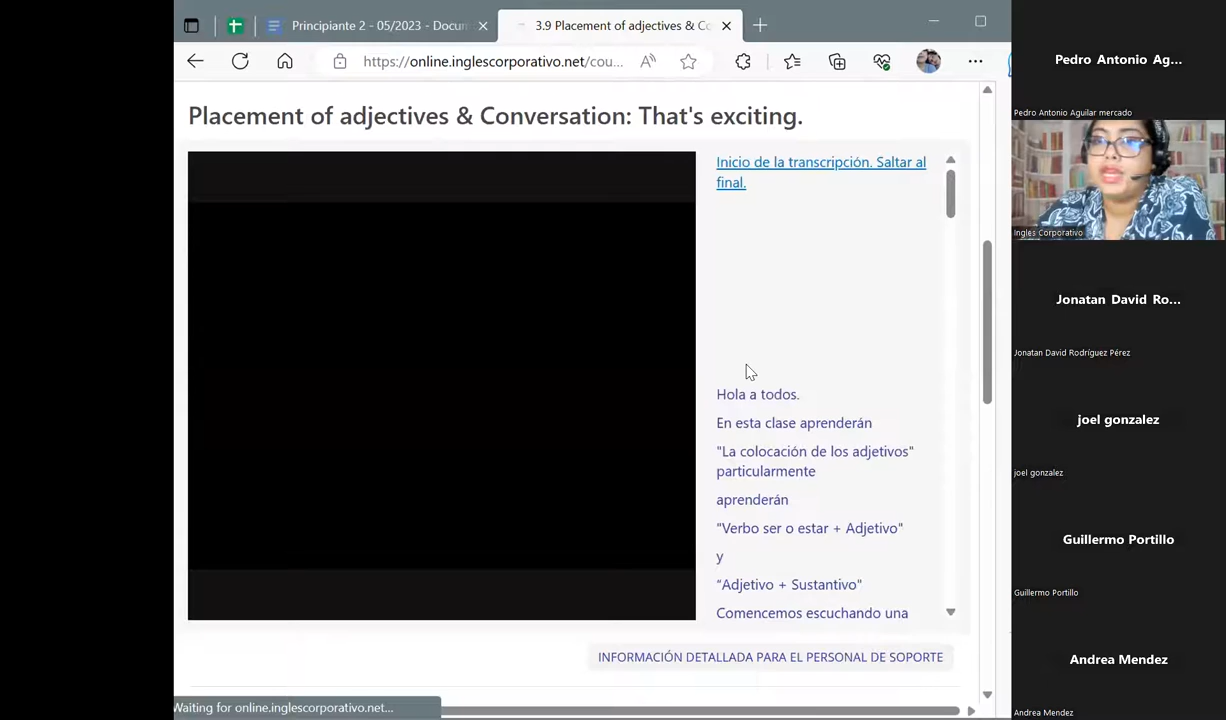 Principiante 2 - 05/2023 - Docum
3.9 Placement of adjectives & Co
https://online.inglescorporativo.net/cou...
Placement of adjectives & Conversation: That's exciting.
Inicio de la transcripción. Saltar al
final.
Hola a todos.
En esta clase aprenderán
"La colocación de los adjetivos"
particularmente
aprenderán
"Verbo ser o estar + Adjetivo"
y
"Adjetivo + Sustantivo"
Comencemos escuchando una
INFORMACIÓN DETALLADA PARA EL PERSONAL DE SOPORTE
Waiting for online.inglescorporativo.net...
Pedro Antonio Ag...
Pedro Antonio Aguilar mercado
Ingles Corporativo
Jonatan David Ro...
Jonatan David Rodríguez Pérez
joel gonzalez
joel gonzalez
Guillermo Portillo
Guillermo Portillo
Andrea Mendez
Andrea Mendez